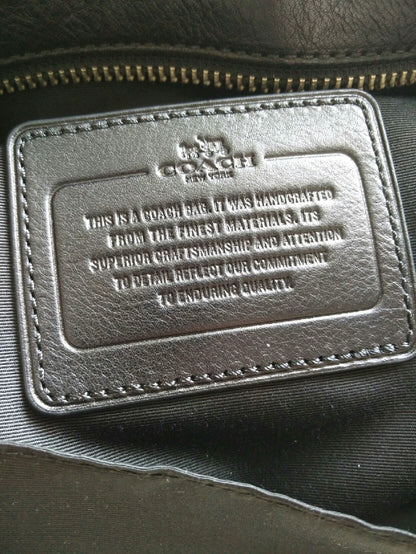 COACH
NEW YORK
THIS IS A COACH BAG. IT WAS HANDCRAFTED
FROM THE FINEST MATERIALS. ITS
SUPERIOR CRAFTSMANSHIP AND ATTENTION
TO DETAIL REFLECT OUR COMMITMENT
TO ENDURING QUALITY.